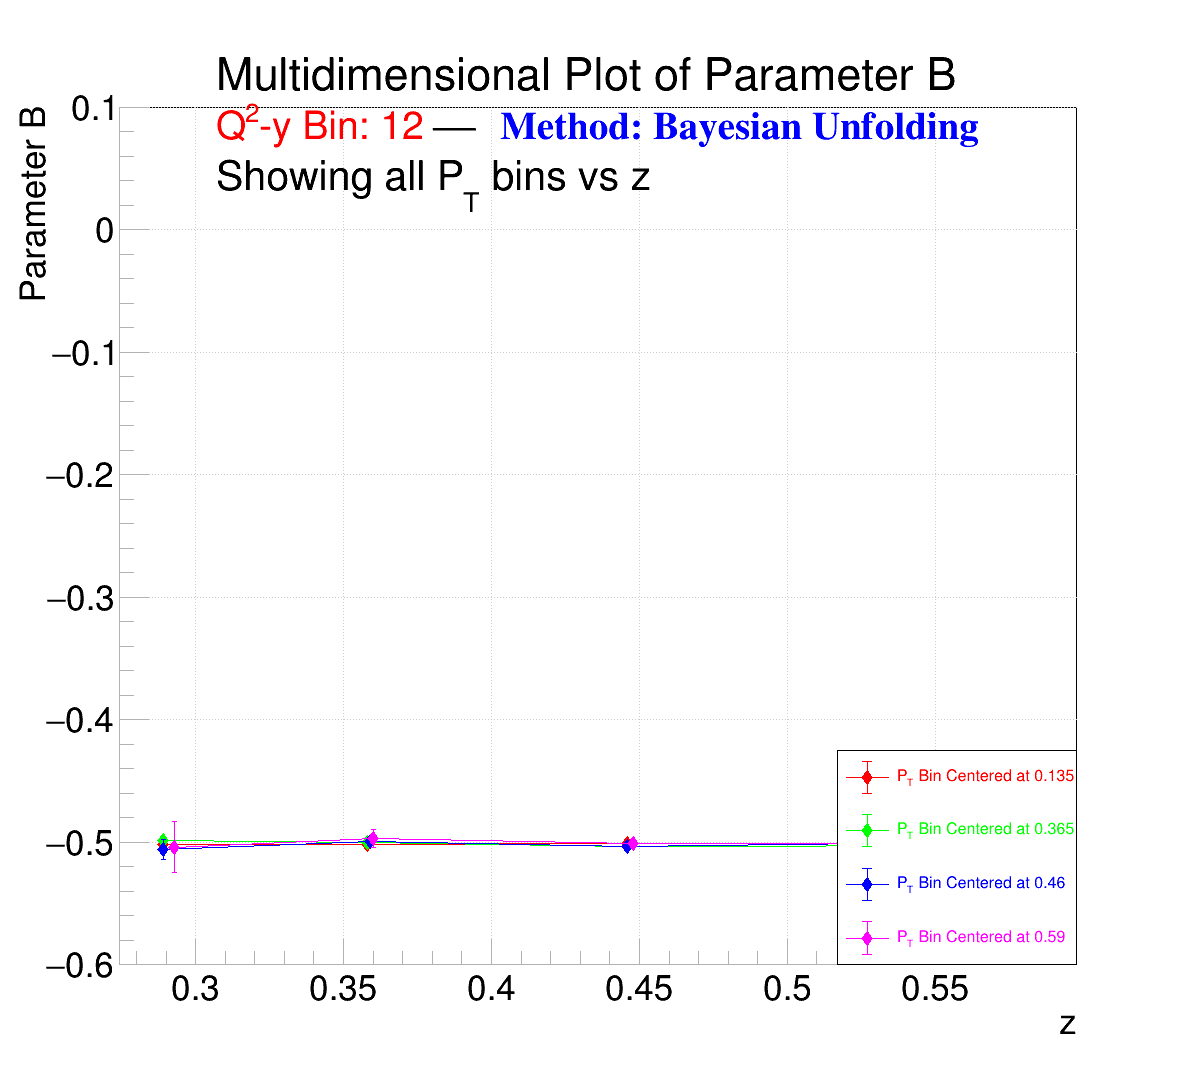 Multidimensional Plot of Parameter B
Q2-y Bin: 12 — Method: Bayesian Unfolding
Showing all PT bins vs z
Parameter B
0.1
0
−0.1
−0.2
−0.3
−0.4
−0.5
−0.6
PT Bin Centered at 0.135
PT Bin Centered at 0.365
PT Bin Centered at 0.46
PT Bin Centered at 0.59
0.3 0.35 0.4 0.45 0.5 0.55
z